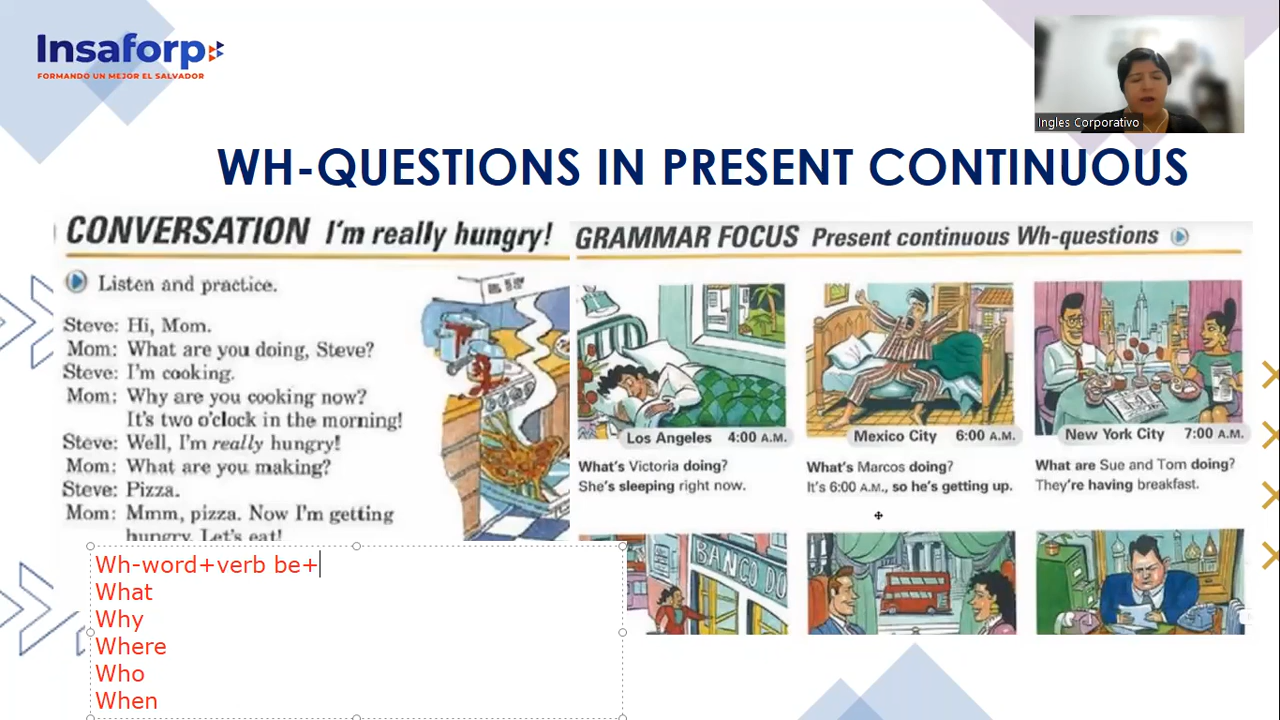 Insaforp
FORMANDO UN MEJOR EL SALVADOR
Ingles Corporativo
WH-QUESTIONS IN PRESENT CONTINUOUS
CONVERSATION I'm really hungry!
Listen and practice.
Steve: Hi, Mom.
Mom: What are you doing, Steve?
Steve: I'm cooking.
Mom: Why are you cooking now?
It's two o'clock in the morning!
Steve: Well, I'm really hungry!
Mom: What are you making?
Steve: Pizza.
Mom: Mmm, pizza. Now I'm getting
hungry. Let's eat!
Wh-word+verb be+
What
Why
Where
Who
When
GRAMMAR FOCUS Present continuous Wh-questions
Los Angeles 4:00 A.M.
What's Victoria doing?
She's sleeping right now.
Mexico City 6:00 A.M.
What's Marcos doing?
It's 6:00 A.M., so he's getting up.
New York City 7:00 A.M.
What are Sue and Tom doing?
They're having breakfast.
BANCO DO